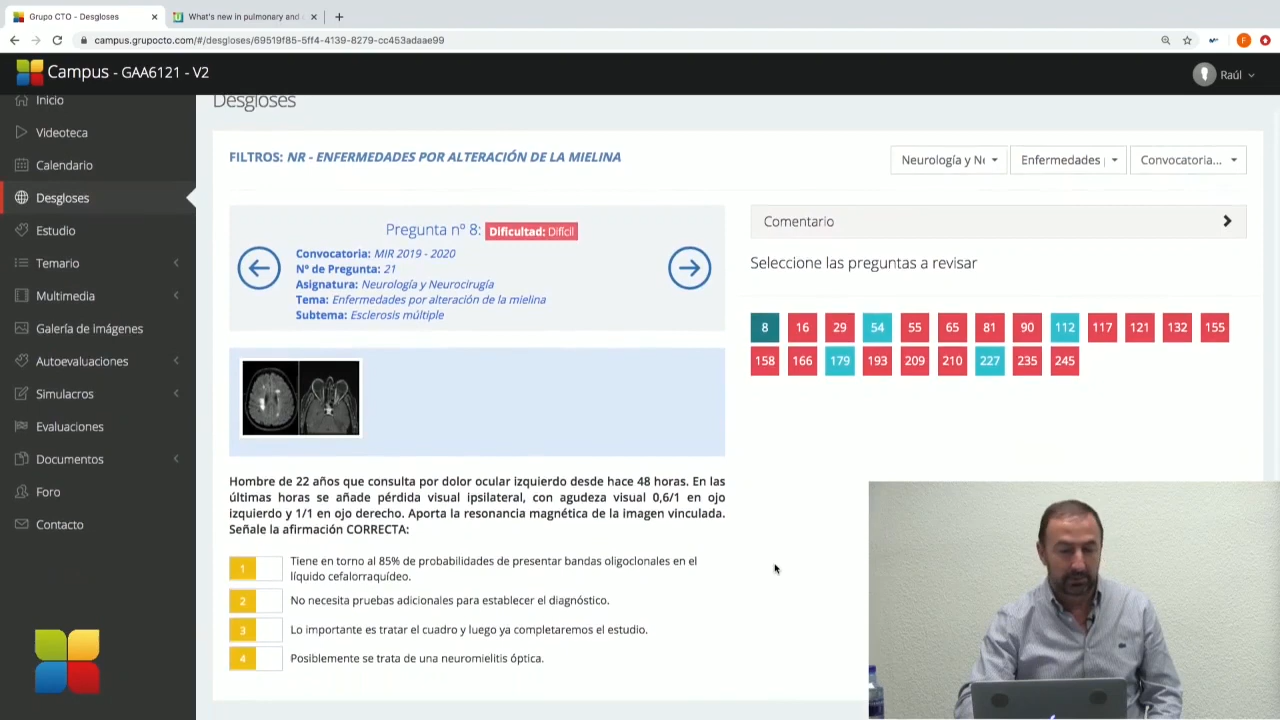 Grupo CTO - Desgloses
What's new in pulmonary and
campus.grupocto.com/#/desgloses/69519f85-5ff4-4139-8279-cc453adaae99
F
Campus - GAA6121 - V2
Raúl
Inicio
Videoteca
Calendario
Desgloses
Estudio
Temario
Multimedia
Galería de imágenes
Autoevaluaciones
Simulacros
Evaluaciones
Documentos
Foro
Contacto
Desgloses
FILTROS: NR - ENFERMEDADES POR ALTERACIÓN DE LA MIELINA
Neurología y Ne
Enfermedades
Convocatoria...
Pregunta nº 8: Dificultad: Difícil
Convocatoria: MIR 2019 - 2020
Nº de Pregunta: 21
Asignatura: Neurología y Neurocirugía
Tema: Enfermedades por alteración de la mielina
Subtema: Esclerosis múltiple
Hombre de 22 años que consulta por dolor ocular izquierdo desde hace 48 horas. En las
últimas horas se añade pérdida visual ipsilateral, con agudeza visual 0,6/1 en ojo
izquierdo y 1/1 en ojo derecho. Aporta la resonancia magnética de la imagen vinculada.
Señale la afirmación CORRECTA:
1 Tiene en torno al 85% de probabilidades de presentar bandas oligoclonales en el
líquido cefalorraquídeo.
2 No necesita pruebas adicionales para establecer el diagnóstico.
3 Lo importante es tratar el cuadro y luego ya completaremos el estudio.
4 Posiblemente se trata de una neuromielitis óptica.
Comentario
Seleccione las preguntas a revisar
8 16 29 54 55 65 81 90 112 117 121 132 155
158 166 179 193 209 210 227 235 245